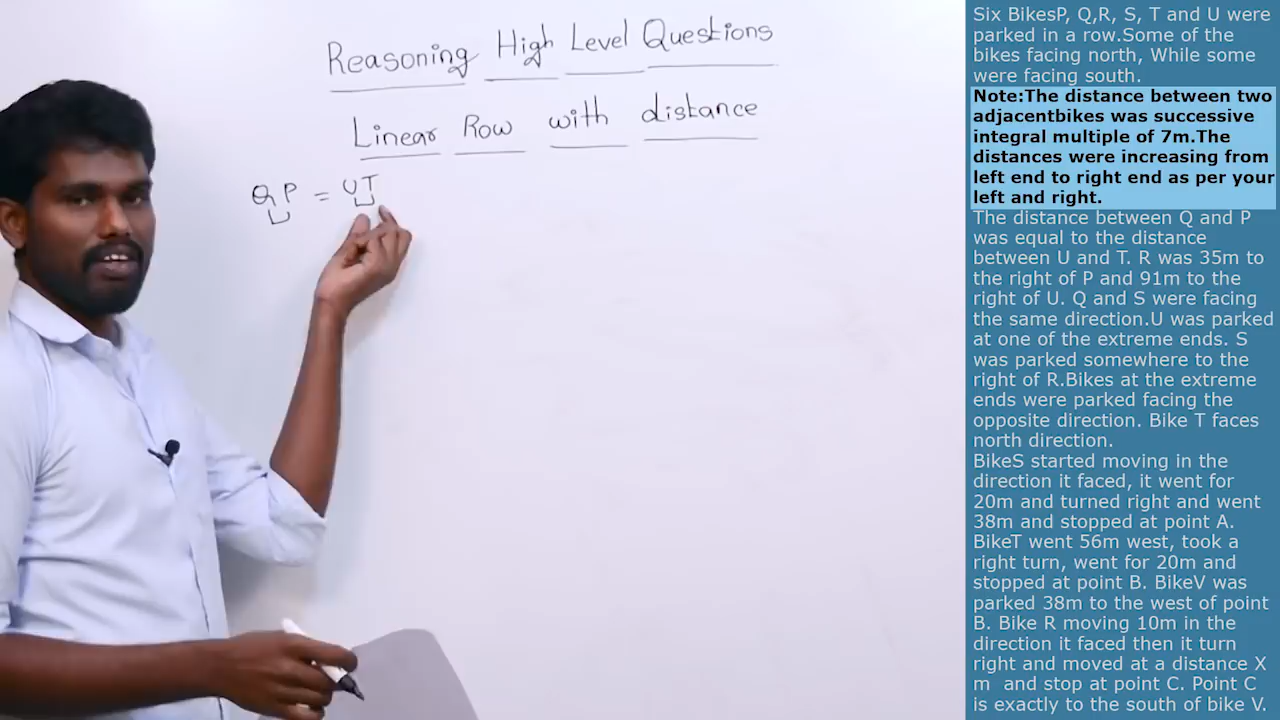 Reasoning High Level Questions
Linear Row with distance
QP = UT
Six BikesP, Q,R, S, T and U were
parked in a row.Some of the
bikes facing north, While some
were facing south.
Note:The distance between two
adjacentbikes was successive
integral multiple of 7m.The
distances were increasing from
left end to right end as per your
left and right.
The distance between Q and P
was equal to the distance
between U and T. R was 35m to
the right of P and 91m to the
right of U. Q and S were facing
the same direction.U was parked
at one of the extreme ends. S
was parked somewhere to the
right of R.Bikes at the extreme
ends were parked facing the
opposite direction. Bike T faces
north direction.
BikeS started moving in the
direction it faced, it went for
20m and turned right and went
38m and stopped at point A.
BikeT went 56m west, took a
right turn, went for 20m and
stopped at point B. BikeV was
parked 38m to the west of point
B. Bike R moving 10m in the
direction it faced then it turn
right and moved at a distance X
m and stop at point C. Point C
is exactly to the south of bike V.